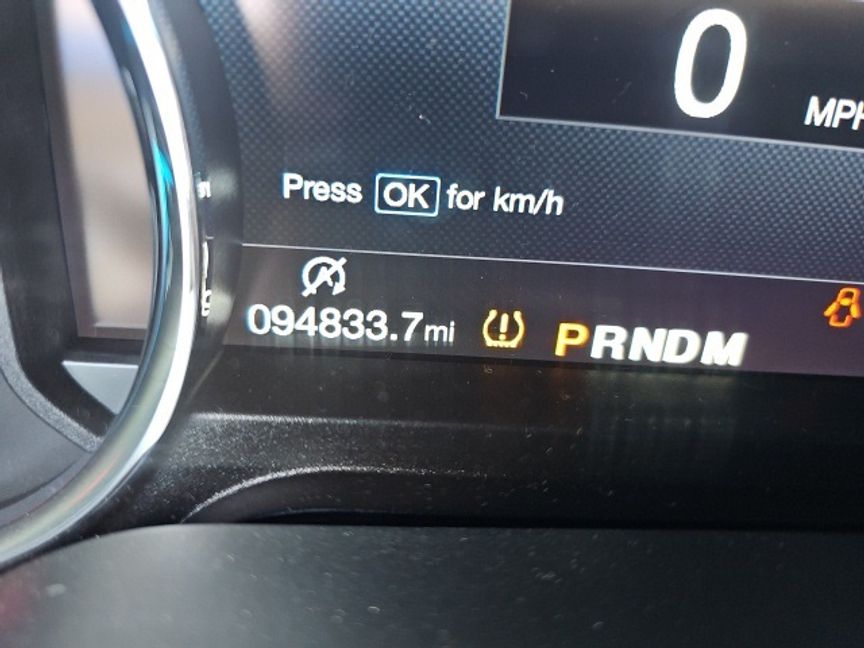 0
MPH
Press OK for km/h
094833.7mi
PRNDM